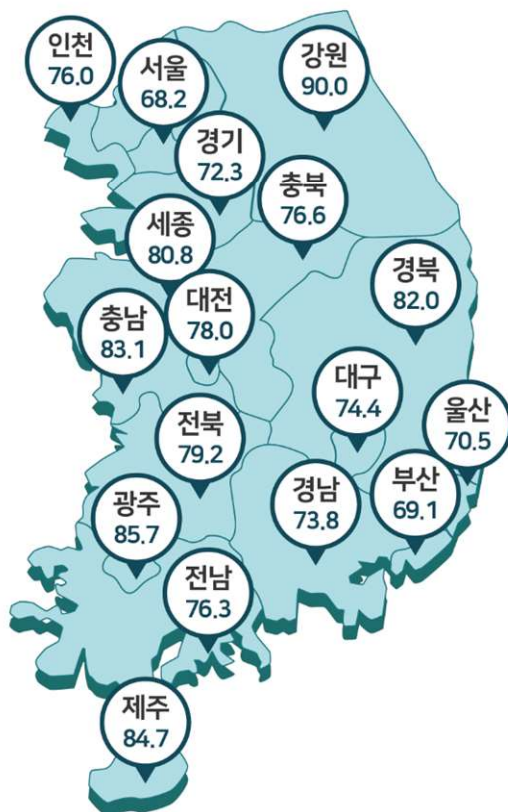 인천
76.0
서울
68.2
강원
90.0
경기
72.3
충북
76.6
세종
80.8
경북
82.0
대전
78.0
충남
83.1
대구
74.4
울산
70.5
전북
79.2
경남
73.8
부산
69.1
광주
85.7
전남
76.3
제주
84.7